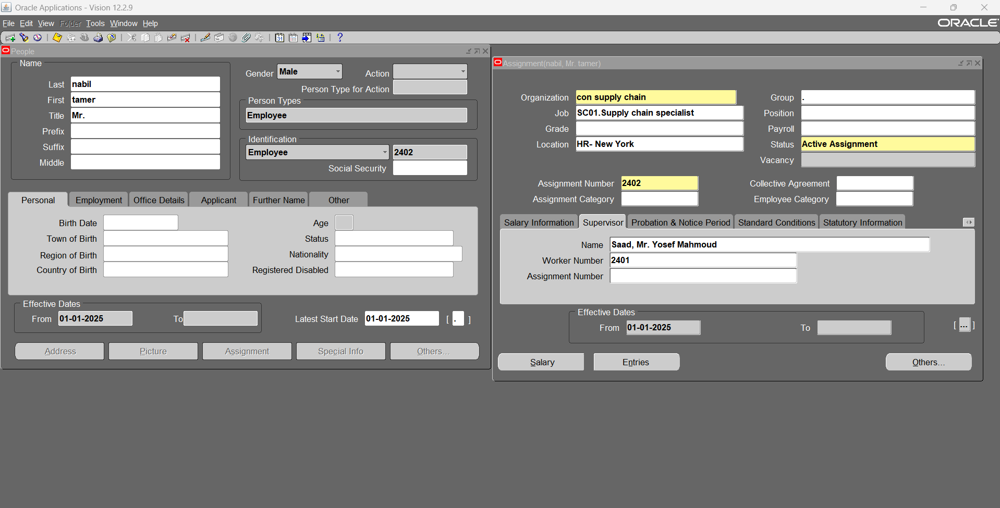 Oracle Applications - Vision 12.2.9
File Edit View Folder Tools Window Help
ORACLE
People
Name
Last nabil
First tamer
Title Mr.
Prefix
Suffix
Middle
Gender Male
Action
Person Type for Action
Person Types
Employee
Identification
Employee 2402
Social Security
Personal Employment Office Details Applicant Further Name Other
Birth Date Age
Town of Birth Status
Region of Birth Nationality
Country of Birth Registered Disabled
Effective Dates
From 01-01-2025 To
Latest Start Date 01-01-2025 [ . ]
Address Picture Assignment Special Info Others...
Assignment(nabil, Mr. tamer)
Organization con supply chain Group .
Job SC01.Supply chain specialist Position
Grade Payroll
Location HR- New York Status Active Assignment
Vacancy
Assignment Number 2402 Collective Agreement
Assignment Category Employee Category
Salary Information Supervisor Probation & Notice Period Standard Conditions Statutory Information
Name Saad, Mr. Yosef Mahmoud
Worker Number 2401
Assignment Number
Effective Dates
From 01-01-2025 To [ ... ]
Salary Entries Others...